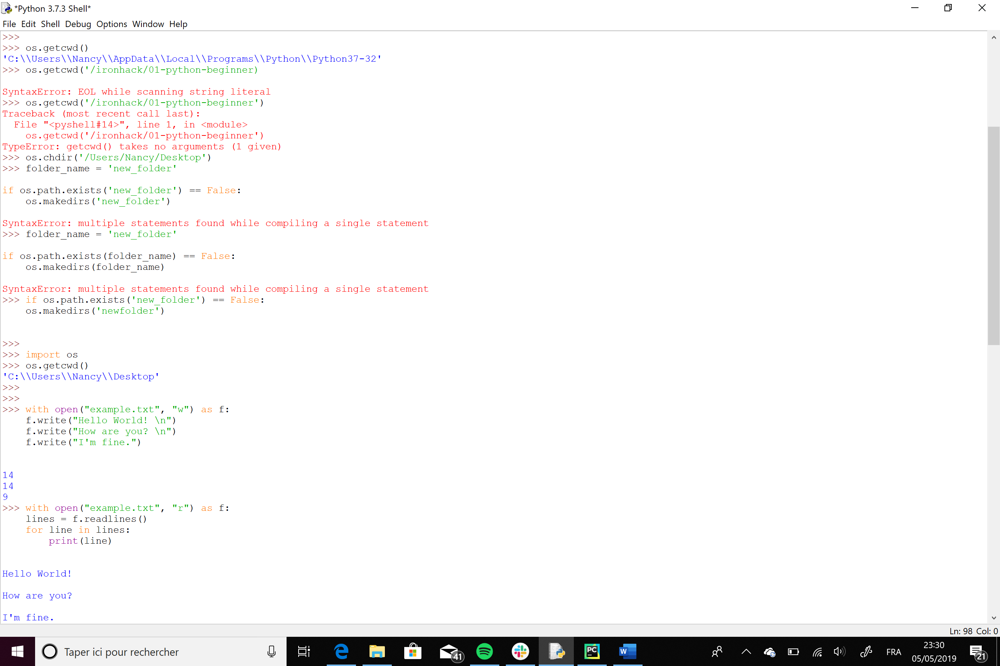 *Python 3.7.3 Shell*
File Edit Shell Debug Options Window Help
>>>
>>> os.getcwd()
'C:\\Users\\Nancy\\AppData\\Local\\Programs\\Python\\Python37-32'
>>> os.getcwd('/ironhack/01-python-beginner)
SyntaxError: EOL while scanning string literal
>>> os.getcwd('/ironhack/01-python-beginner')
Traceback (most recent call last):
  File "<pyshell#14>", line 1, in <module>
    os.getcwd('/ironhack/01-python-beginner')
TypeError: getcwd() takes no arguments (1 given)
>>> os.chdir('/Users/Nancy/Desktop')
>>> folder_name = 'new_folder'
if os.path.exists('new_folder') == False:
    os.makedirs('new_folder')
SyntaxError: multiple statements found while compiling a single statement
>>> folder_name = 'new_folder'
if os.path.exists(folder_name) == False:
    os.makedirs(folder_name)
SyntaxError: multiple statements found while compiling a single statement
>>> if os.path.exists('new_folder') == False:
    os.makedirs('newfolder')
>>>
>>> import os
>>> os.getcwd()
'C:\\Users\\Nancy\\Desktop'
>>>
>>>
>>> with open("example.txt", "w") as f:
    f.write("Hello World! \n")
    f.write("How are you? \n")
    f.write("I'm fine.")
14
14
9
>>> with open("example.txt", "r") as f:
    lines = f.readlines()
    for line in lines:
        print(line)
Hello World!
How are you?
I'm fine.
Ln: 98 Col: 0
Taper ici pour rechercher
41
PC
W
FRA
23:30
05/05/2019
21